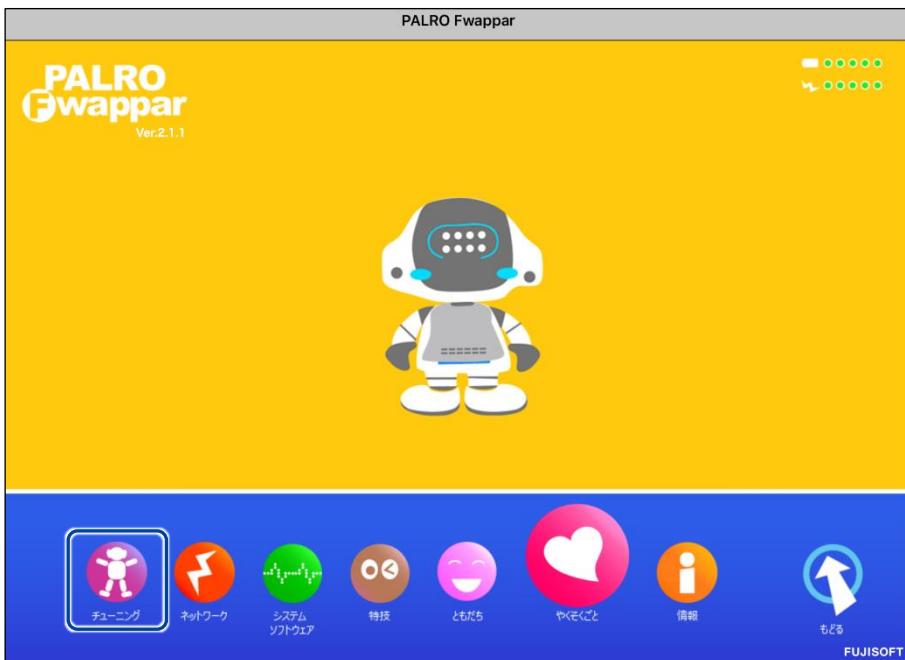 PALRO Fwappar
PALRO
Fwappar
Ver.2.1.1
チューニング
ネットワーク
システム
ソフトウェア
特技
ともだち
やくそくごと
情報
もどる
FUJISOFT